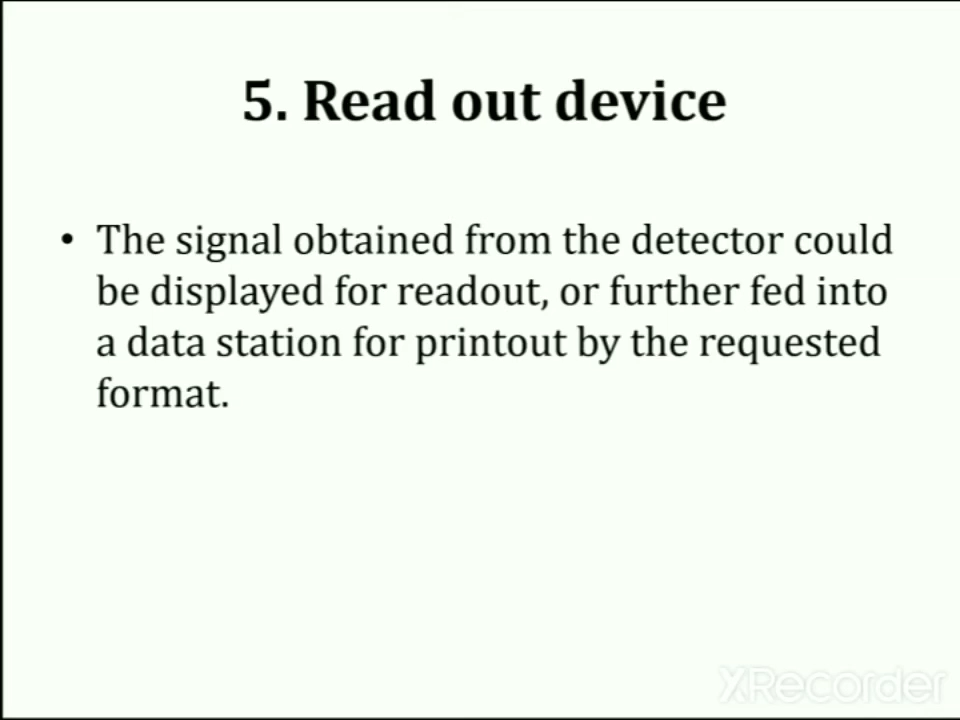 5. Read out device
• The signal obtained from the detector could
be displayed for readout, or further fed into
a data station for printout by the requested
format.
XRecorder